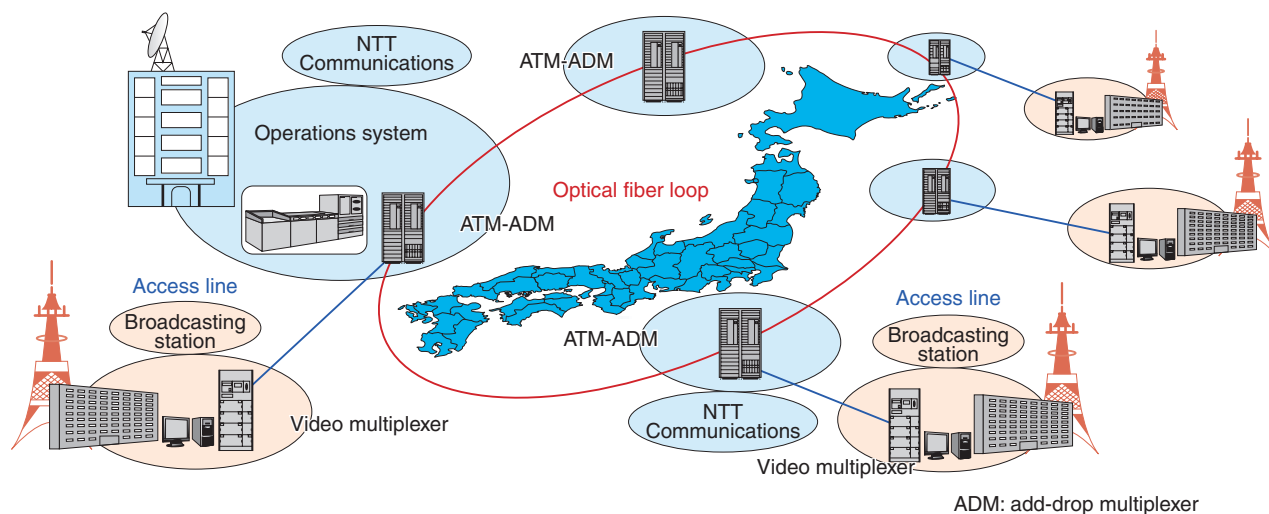 NTT
Communications
ATM-ADM
Operations system
Optical fiber loop
ATM-ADM
Access line
Broadcasting
station
Video multiplexer
ATM-ADM
NTT
Communications
Access line
Broadcasting
station
Video multiplexer
ADM: add-drop multiplexer